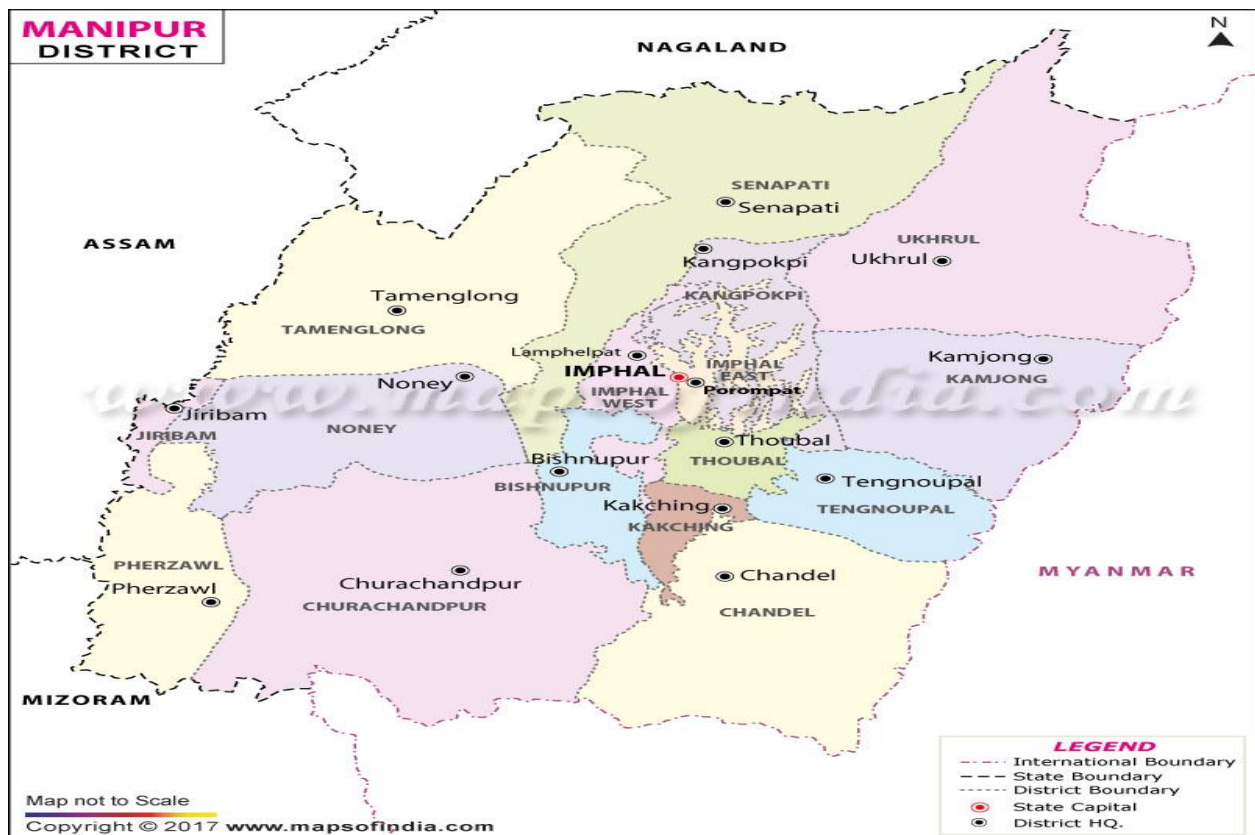 MANIPUR
DISTRICT
N
NAGALAND
SENAPATI
Senapati
ASSAM
UKHRUL
Kangpokpi
Ukhrul
Tamenglong
KANGPOKPI
TAMENGLONG
Lamphelpat
Kamjong
IMPHAL
IMPHAL
EAST
KAMJONG
Noney
Porompat
IMPHAL
WEST
www.mapsofindia.com
Jiribam
NONEY
JIRIBAM
Thoubal
Bishnupur
THOUBAL
BISHNUPUR
Tengnoupal
Kakching
TENGNOUPAL
KAKCHING
PHERZAWL
MYANMAR
Churachandpur
Chandel
Pherzawl
CHURACHANDPUR
CHANDEL
MIZORAM
LEGEND
International Boundary
State Boundary
District Boundary
State Capital
District HQ.
Map not to Scale
Copyright © 2017 www.mapsofindia.com